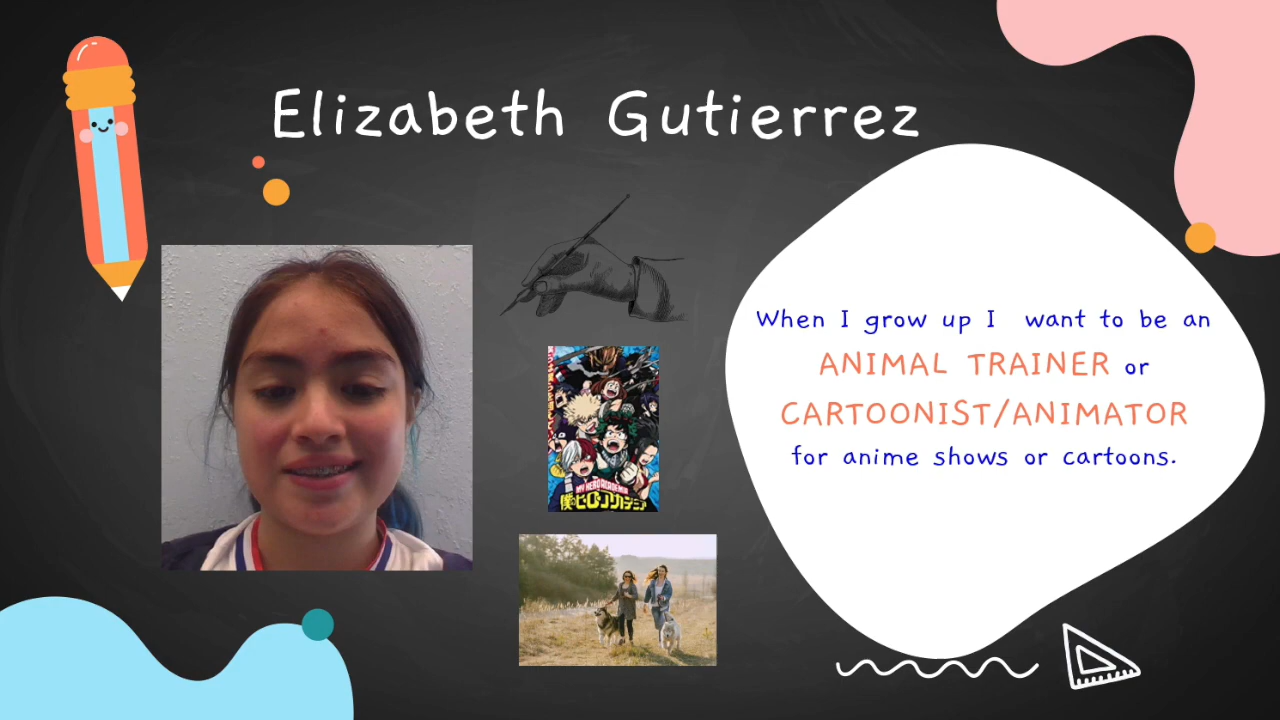 Elizabeth Gutierrez
When I grow up I want to be an
ANIMAL TRAINER or
CARTOONIST/ANIMATOR
for anime shows or cartoons.
MY HERO ACADEMIA
僕のヒーローアカデミア